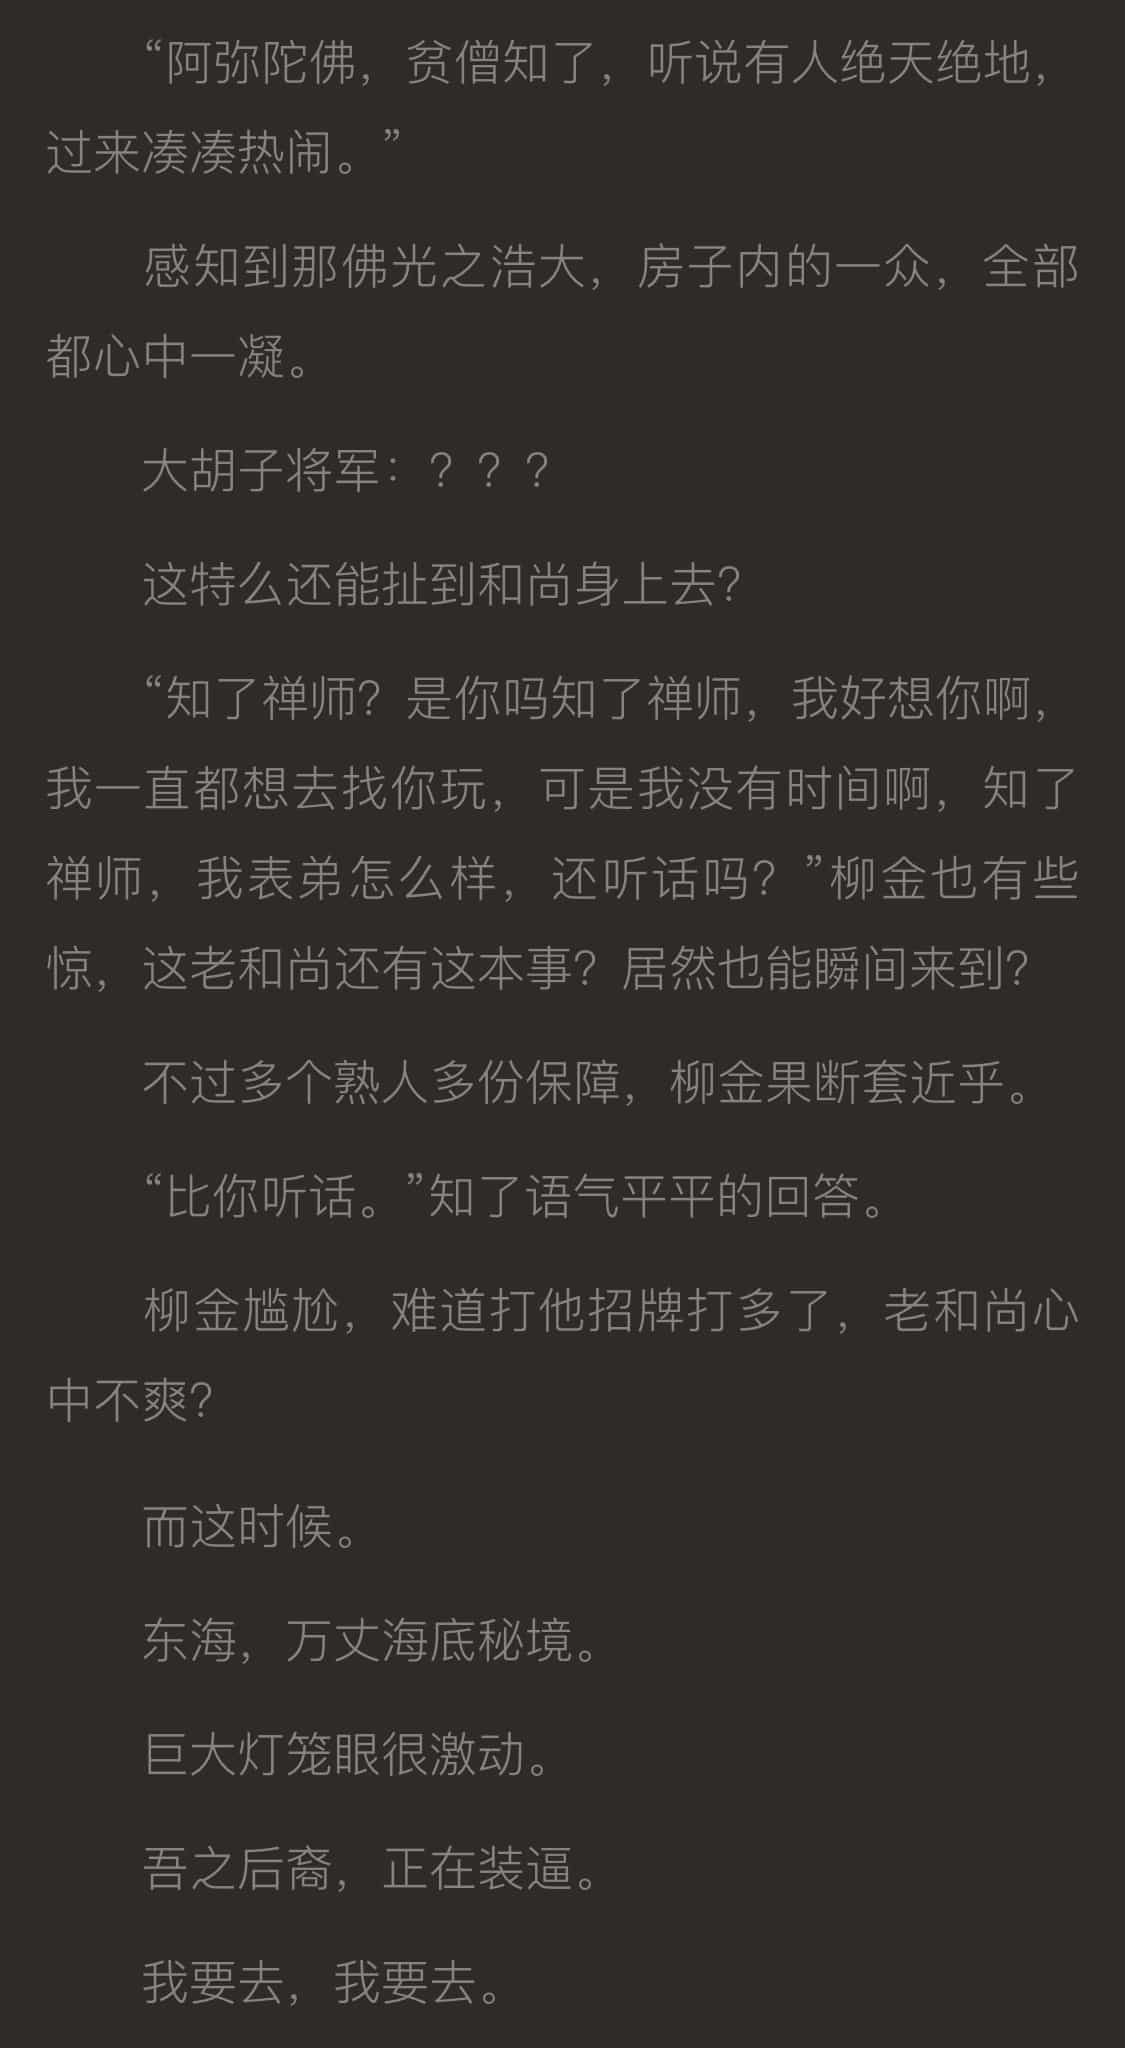 “阿弥陀佛，贫僧知了，听说有人绝天绝地，
过来凑凑热闹。”
感知到那佛光之浩大，房子内的一众，全部
都心中一凝。
大胡子将军：？？？
这特么还能扯到和尚身上去？
“知了禅师？是你吗知了禅师，我好想你啊，
我一直都想去找你玩，可是我没有时间啊，知了
禅师，我表弟怎么样，还听话吗？”柳金也有些
惊，这老和尚还有这本事？居然也能瞬间来到？
不过多个熟人多份保障，柳金果断套近乎。
“比你听话。”知了语气平平的回答。
柳金尴尬，难道打他招牌打多了，老和尚心
中不爽？
而这时候。
东海，万丈海底秘境。
巨大灯笼眼很激动。
吾之后裔，正在装逼。
我要去，我要去。